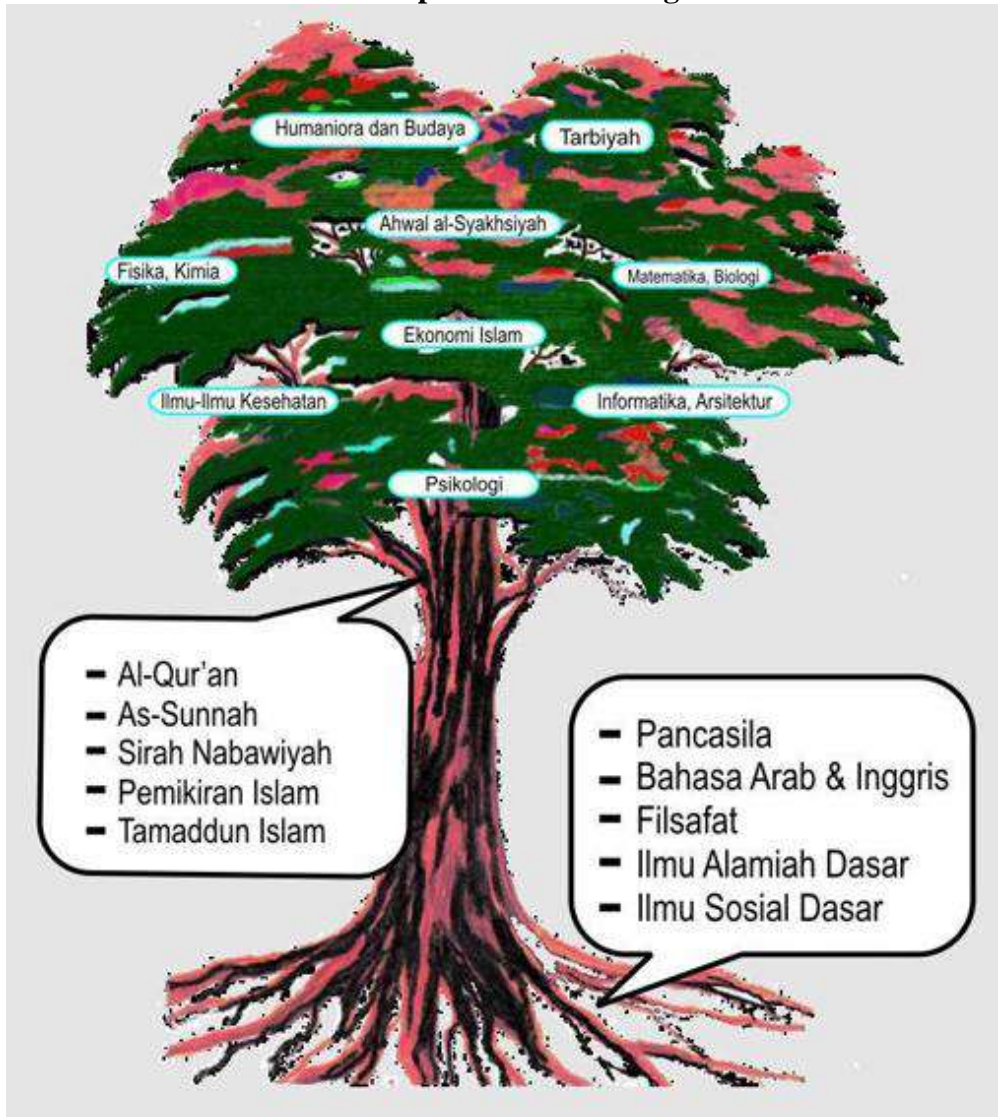 Humaniora dan Budaya
Tarbiyah
Ahwal al-Syakhsiyah
Fisika, Kimia
Matematika, Biologi
Ekonomi Islam
Ilmu-Ilmu Kesehatan
Informatika, Arsitektur
Psikologi
- Al-Qur'an
- As-Sunnah
- Sirah Nabawiyah
- Pemikiran Islam
- Tamaddun Islam
- Pancasila
- Bahasa Arab & Inggris
- Filsafat
- Ilmu Alamiah Dasar
- Ilmu Sosial Dasar